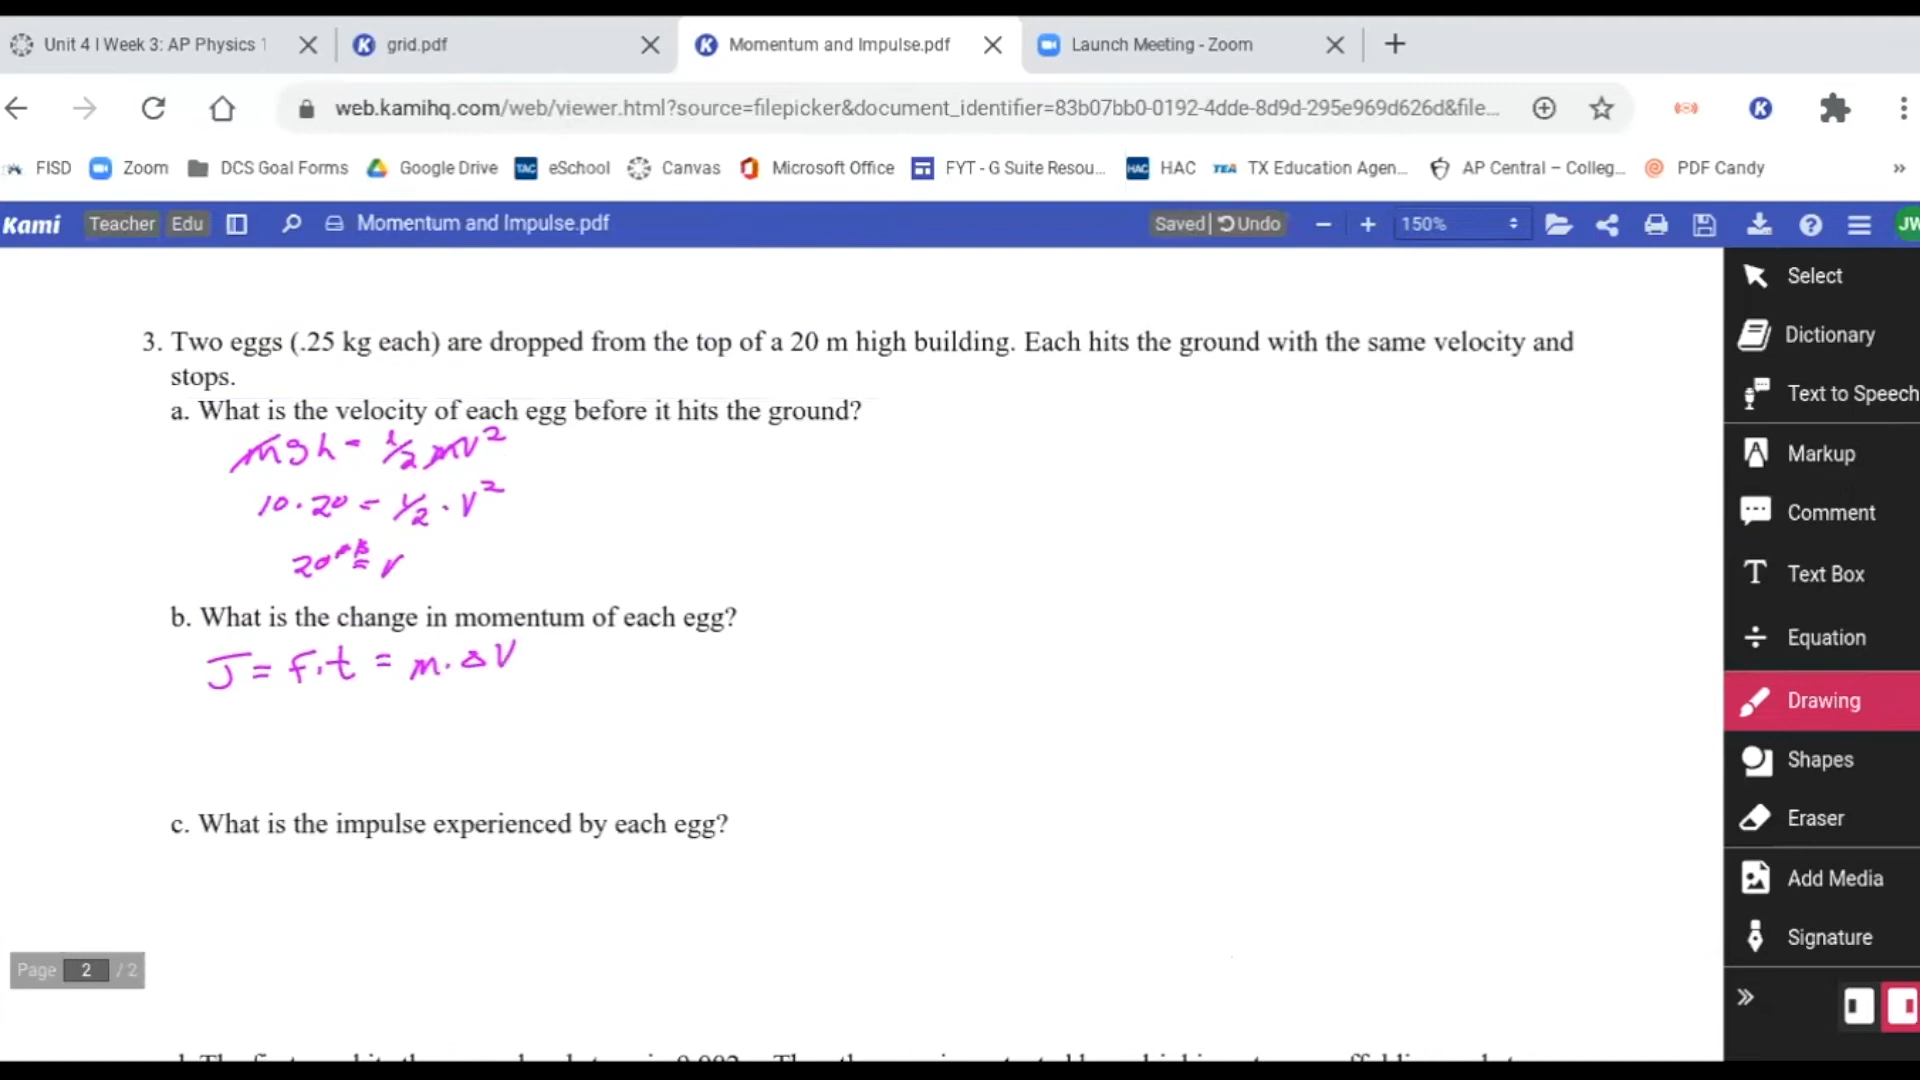 Unit 4 | Week 3: AP Physics 1
grid.pdf
Momentum and Impulse.pdf
Launch Meeting - Zoom
web.kamihq.com/web/viewer.html?source=filepicker&document_identifier=83b07bb0-0192-4dde-8d9d-295e969d626d&file...
FISD Zoom DCS Goal Forms Google Drive TAC eSchool Canvas Microsoft Office FYT - G Suite Resou... HAC HAC TEA TX Education Agen... AP Central – Colleg... PDF Candy »
Kami Teacher Edu Momentum and Impulse.pdf Saved | Undo − + 150% JW
3. Two eggs (.25 kg each) are dropped from the top of a 20 m high building. Each hits the ground with the same velocity and
stops.
a. What is the velocity of each egg before it hits the ground?
mgh = 1/2 mv²
10 · 20 = 1/2 · v²
20 m/s = v
b. What is the change in momentum of each egg?
J = F·t = m·ΔV
c. What is the impulse experienced by each egg?
Page 2 / 2
Select
Dictionary
Text to Speech
Markup
Comment
Text Box
Equation
Drawing
Shapes
Eraser
Add Media
Signature